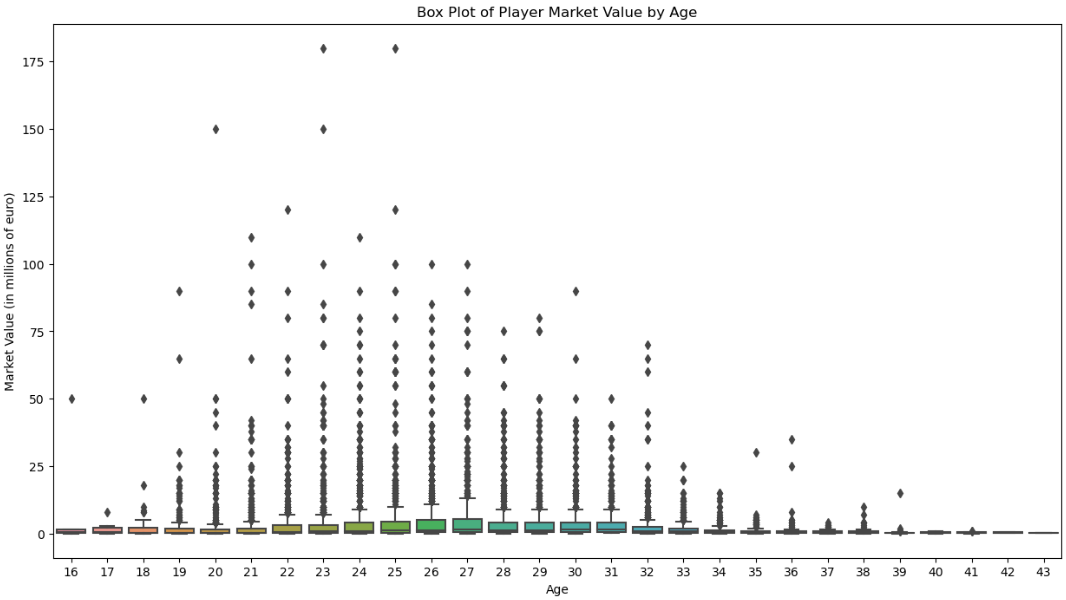 Box Plot of Player Market Value by Age
Market Value (in millions of euro)
175
150
125
100
75
50
25
0
16 17 18 19 20 21 22 23 24 25 26 27 28 29 30 31 32 33 34 35 36 37 38 39 40 41 42 43
Age